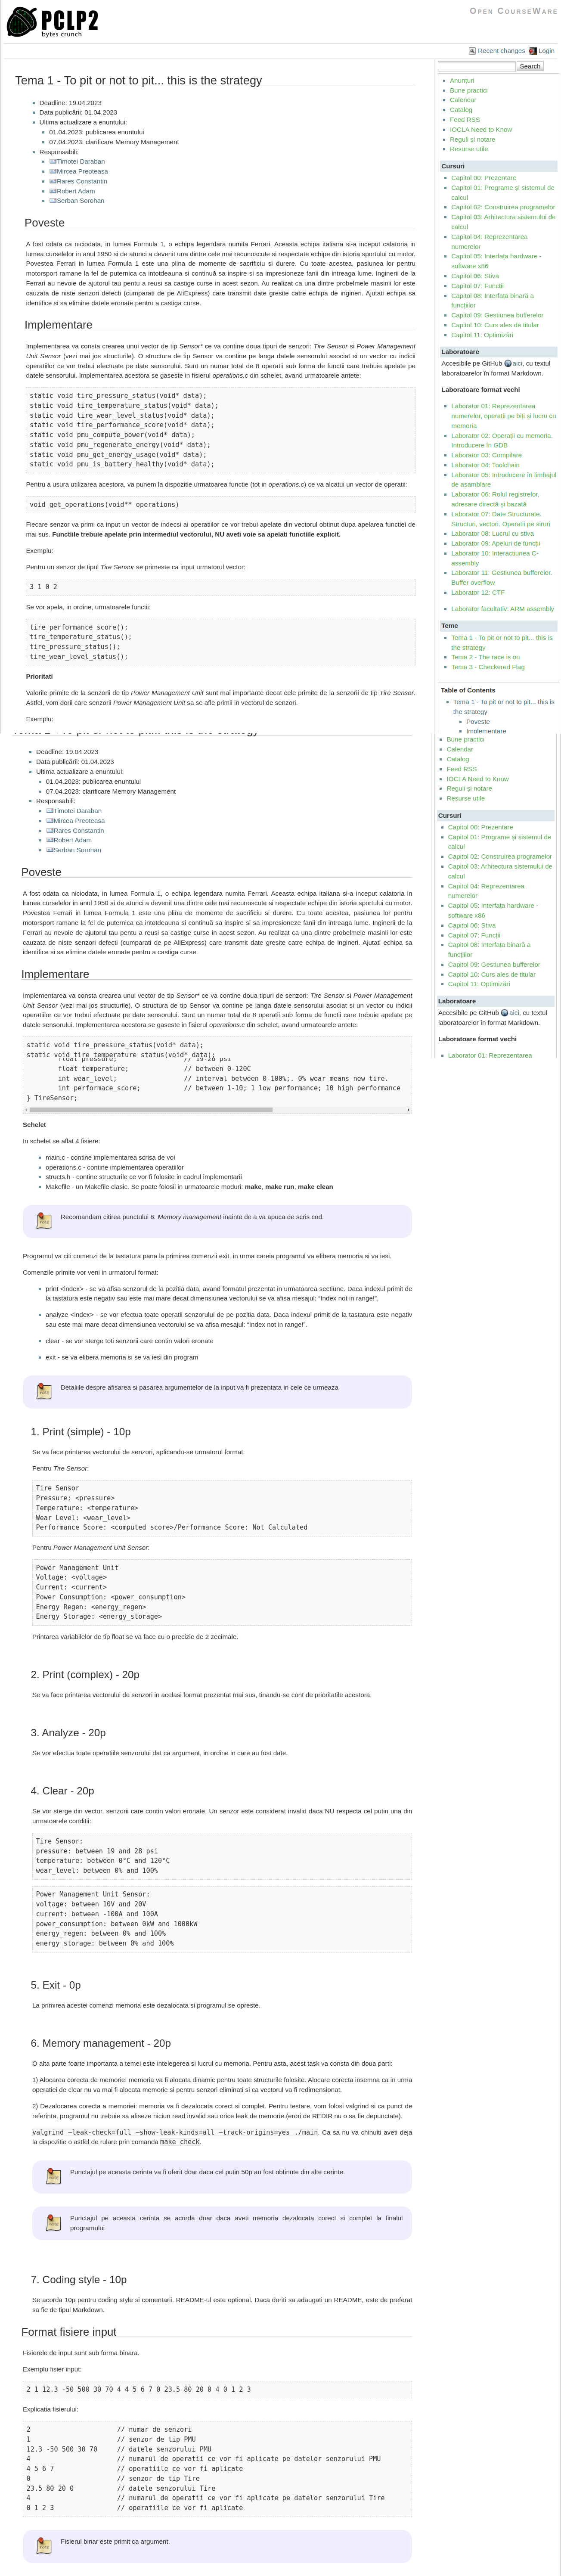 PCLP2
bytes crunch
Open CourseWare
Recent changes Login
Search
Tema 1 - To pit or not to pit... this is the strategy
Deadline: 19.04.2023
Data publicării: 01.04.2023
Ultima actualizare a enuntului:
01.04.2023: publicarea enuntului
07.04.2023: clarificare Memory Management
Responsabili:
Timotei Daraban
Mircea Preoteasa
Rares Constantin
Robert Adam
Serban Sorohan
Poveste
A fost odata ca niciodata, in lumea Formula 1, o echipa legendara numita Ferrari. Aceasta echipa italiana si-a inceput calatoria in
lumea curselelor in anul 1950 si de atunci a devenit una dintre cele mai iconice si respectate echipe din istoria sportului cu motor.
Povestea Ferrari in lumea Formula 1 este una plina de momente de sacrificiu si durere. Cu toate acestea, pasiunea lor pentru
motorsport ramane la fel de puternica ca intotdeauna si continuă sa inspire si sa impresioneze fanii din intreaga lume. Inginerii de la
Ferrari au nevoie de ajutorul tau pentru a reusi sa castige curse in acest sezon. Au realizat ca una dintre probelemele masinii lor este
cauzata de niste senzori defecti (cumparati de pe AliExpress) care transmit date gresite catre echipa de ingineri. Ajutati echipa sa
identifice si sa elimine datele eronate pentru a castiga curse.
Implementare
Implementarea va consta crearea unui vector de tip Sensor* ce va contine doua tipuri de senzori: Tire Sensor si Power Management
Unit Sensor (vezi mai jos structurile). O structura de tip Sensor va contine pe langa datele senzorului asociat si un vector cu indicii
operatiilor care vor trebui efectuate pe senzorul respectiv. Fiecare tip de senzor are asociate 4 operatii care vor fi aplicate pe toate
datele sensorului. Implementarea acestora se gaseste in fisierul operations.c din schelet, avand urmatoarele antete:
static void tire_pressure_status(void* data);
static void tire_temperature_status(void* data);
static void tire_wear_level_status(void* data);
static void tire_performance_score(void* data);
static void pmu_compute_power(void* data);
static void pmu_regenerate_energy(void* data);
static void pmu_get_energy_usage(void* data);
static void pmu_is_battery_healthy(void* data);
Pentru a usura utilizarea acestora, va punem la dispozitie urmatoarea functie (tot in operations.c) ce va alcatui un vector de operatii:
void get_operations(void** operations)
Fiecare senzor va primi ca input un vector de indecsi ai operatiilor ce vor trebui apelate din vectorul obtinut dupa apelarea functiei de
mai sus. Functiile trebuie apelate prin intermediul vectorului, NU aveti voie sa apelati functiile explicit.
Exemplu:
Pentru un senzor de tipul Tire Sensor se primeste ca input umatorul vector:
3 1 0 2
Se vor apela, in ordine, urmatoarele functii:
tire_performance_score();
tire_temperature_status();
tire_pressure_status();
tire_wear_level_status();
Prioritati
Valorile primite de la senzorii de tip Power Management Unit sunt mai importante decat cele primite de la senzorii de tip Tire Sensor.
Astfel, vom dori care senzorii Power Management Unit sa se afle primii in vectorul de senzori.
Exemplu:
Anunțuri
Bune practici
Calendar
Catalog
Feed RSS
IOCLA Need to Know
Reguli și notare
Resurse utile
Cursuri
Capitol 00: Prezentare
Capitol 01: Programe și sistemul de
calcul
Capitol 02: Construirea programelor
Capitol 03: Arhitectura sistemului de
calcul
Capitol 04: Reprezentarea
numerelor
Capitol 05: Interfața hardware -
software x86
Capitol 06: Stiva
Capitol 07: Funcții
Capitol 08: Interfața binară a
funcțiilor
Capitol 09: Gestiunea bufferelor
Capitol 10: Curs ales de titular
Capitol 11: Optimizări
Laboratoare
Accesibile pe GitHub aici, cu textul
laboratoarelor în format Markdown.
Laboratoare format vechi
Laborator 01: Reprezentarea
numerelor, operații pe biți și lucru cu
memoria
Laborator 02: Operații cu memoria.
Introducere în GDB
Laborator 03: Compilare
Laborator 04: Toolchain
Laborator 05: Introducere în limbajul
de asamblare
Laborator 06: Rolul registrelor,
adresare directă și bazată
Laborator 07: Date Structurate.
Structuri, vectori. Operatii pe siruri
Laborator 08: Lucrul cu stiva
Laborator 09: Apeluri de funcții
Laborator 10: Interacțiunea C-
assembly
Laborator 11: Gestiunea bufferelor.
Buffer overflow
Laborator 12: CTF
Laborator facultativ: ARM assembly
Teme
Tema 1 - To pit or not to pit... this is
the strategy
Tema 2 - The race is on
Tema 3 - Checkered Flag
Table of Contents
Tema 1 - To pit or not to pit... this is
the strategy
Poveste
Implementare
Deadline: 19.04.2023
Data publicării: 01.04.2023
Ultima actualizare a enuntului:
01.04.2023: publicarea enuntului
07.04.2023: clarificare Memory Management
Responsabili:
Timotei Daraban
Mircea Preoteasa
Rares Constantin
Robert Adam
Serban Sorohan
Poveste
A fost odata ca niciodata, in lumea Formula 1, o echipa legendara numita Ferrari. Aceasta echipa italiana si-a inceput calatoria in
lumea curselelor in anul 1950 si de atunci a devenit una dintre cele mai iconice si respectate echipe din istoria sportului cu motor.
Povestea Ferrari in lumea Formula 1 este una plina de momente de sacrificiu si durere. Cu toate acestea, pasiunea lor pentru
motorsport ramane la fel de puternica ca intotdeauna si continuă sa inspire si sa impresioneze fanii din intreaga lume. Inginerii de la
Ferrari au nevoie de ajutorul tau pentru a reusi sa castige curse in acest sezon. Au realizat ca una dintre probelemele masinii lor este
cauzata de niste senzori defecti (cumparati de pe AliExpress) care transmit date gresite catre echipa de ingineri. Ajutati echipa sa
identifice si sa elimine datele eronate pentru a castiga curse.
Implementare
Implementarea va consta crearea unui vector de tip Sensor* ce va contine doua tipuri de senzori: Tire Sensor si Power Management
Unit Sensor (vezi mai jos structurile). O structura de tip Sensor va contine pe langa datele sensorului asociat si un vector cu indicii
operatiilor care vor trebui efectuate pe senzorul respectiv. Fiecare tip de senzor are asociate 4 operatii care vor fi aplicate pe toate
datele sensorului. Implementarea acestora se gaseste in fisierul operations.c din schelet, avand urmatoarele antete:
static void tire_pressure_status(void* data);
static void tire_temperature_status(void* data);
float pressure; // 19-28 psi
float temperature; // between 0-120C
int wear_level; // interval between 0-100%;. 0% wear means new tire.
int performace_score; // between 1-10; 1 low performance; 10 high performance
} TireSensor;
Bune practici
Calendar
Catalog
Feed RSS
IOCLA Need to Know
Reguli și notare
Resurse utile
Cursuri
Capitol 00: Prezentare
Capitol 01: Programe și sistemul de
calcul
Capitol 02: Construirea programelor
Capitol 03: Arhitectura sistemului de
calcul
Capitol 04: Reprezentarea
numerelor
Capitol 05: Interfața hardware -
software x86
Capitol 06: Stiva
Capitol 07: Funcții
Capitol 08: Interfața binară a
funcțiilor
Capitol 09: Gestiunea bufferelor
Capitol 10: Curs ales de titular
Capitol 11: Optimizări
Laboratoare
Accesibile pe GitHub aici, cu textul
laboratoarelor în format Markdown.
Laboratoare format vechi
Laborator 01: Reprezentarea
Schelet
In schelet se aflat 4 fisiere:
main.c - contine implementarea scrisa de voi
operations.c - contine implementarea operatiilor
structs.h - contine structurile ce vor fi folosite in cadrul implementarii
Makefile - un Makefile clasic. Se poate folosii in urmatoarele moduri: make, make run, make clean
Recomandam citirea punctului 6. Memory management inainte de a va apuca de scris cod.
Programul va citi comenzi de la tastatura pana la primirea comenzii exit, in urma careia programul va elibera memoria si va iesi.
Comenzile primite vor veni in urmatorul format:
print <index> - se va afisa senzorul de la pozitia data, avand formatul prezentat in urmatoarea sectiune. Daca indexul primit de
la tastatura este negativ sau este mai mare decat dimensiunea vectorului se va afisa mesajul: “Index not in range!”.
analyze <index> - se vor efectua toate operatii senzorului de pe pozitia data. Daca indexul primit de la tastatura este negativ
sau este mai mare decat dimensiunea vectorului se va afisa mesajul: “Index not in range!”.
clear - se vor sterge toti senzorii care contin valori eronate
exit - se va elibera memoria si se va iesi din program
Detaliile despre afisarea si pasarea argumentelor de la input va fi prezentata in cele ce urmeaza
1. Print (simple) - 10p
Se va face printarea vectorului de senzori, aplicandu-se urmatorul format:
Pentru Tire Sensor:
Tire Sensor
Pressure: <pressure>
Temperature: <temperature>
Wear Level: <wear_level>
Performance Score: <computed score>/Performance Score: Not Calculated
Pentru Power Management Unit Sensor:
Power Management Unit
Voltage: <voltage>
Current: <current>
Power Consumption: <power_consumption>
Energy Regen: <energy_regen>
Energy Storage: <energy_storage>
Printarea variabilelor de tip float se va face cu o precizie de 2 zecimale.
2. Print (complex) - 20p
Se va face printarea vectorului de senzori in acelasi format prezentat mai sus, tinandu-se cont de prioritatile acestora.
3. Analyze - 20p
Se vor efectua toate operatiile senzorului dat ca argument, in ordine in care au fost date.
4. Clear - 20p
Se vor sterge din vector, senzorii care contin valori eronate. Un senzor este considerat invalid daca NU respecta cel putin una din
urmatoarele conditii:
Tire Sensor:
pressure: between 19 and 28 psi
temperature: between 0°C and 120°C
wear_level: between 0% and 100%
Power Management Unit Sensor:
voltage: between 10V and 20V
current: between -100A and 100A
power_consumption: between 0kW and 1000kW
energy_regen: between 0% and 100%
energy_storage: between 0% and 100%
5. Exit - 0p
La primirea acestei comenzi memoria este dezalocata si programul se opreste.
6. Memory management - 20p
O alta parte foarte importanta a temei este intelegerea si lucrul cu memoria. Pentru asta, acest task va consta din doua parti:
1) Alocarea corecta de memorie: memoria va fi alocata dinamic pentru toate structurile folosite. Alocare corecta insemna ca in urma
operatiei de clear nu va mai fi alocata memorie si pentru senzori eliminati si ca vectorul va fi redimensionat.
2) Dezalocarea corecta a memoriei: memoria va fi dezalocata corect si complet. Pentru testare, vom folosi valgrind si ca punct de
referinta, programul nu trebuie sa afiseze niciun read invalid sau orice leak de memorie.(erori de REDIR nu o sa fie depunctate).
valgrind –leak-check=full –show-leak-kinds=all –track-origins=yes ./main. Ca sa nu va chinuiti aveti deja
la dispozitie o astfel de rulare prin comanda make check.
Punctajul pe aceasta cerinta va fi oferit doar daca cel putin 50p au fost obtinute din alte cerinte.
Punctajul pe aceasta cerinta se acorda doar daca aveti memoria dezalocata corect si complet la finalul
programului
7. Coding style - 10p
Se acorda 10p pentru coding style si comentarii. README-ul este optional. Daca doriti sa adaugati un README, este de preferat
sa fie de tipul Markdown.
Format fisiere input
Fisierele de input sunt sub forma binara.
Exemplu fisier input:
2 1 12.3 -50 500 30 70 4 4 5 6 7 0 23.5 80 20 0 4 0 1 2 3
Explicatia fisierului:
2 // numar de senzori
1 // senzor de tip PMU
12.3 -50 500 30 70 // datele senzorului PMU
4 // numarul de operatii ce vor fi aplicate pe datelor senzorului PMU
4 5 6 7 // operatiile ce vor fi aplicate
0 // senzor de tip Tire
23.5 80 20 0 // datele senzorului Tire
4 // numarul de operatii ce vor fi aplicate pe datelor senzorului Tire
0 1 2 3 // operatiile ce vor fi aplicate
Fisierul binar este primit ca argument.